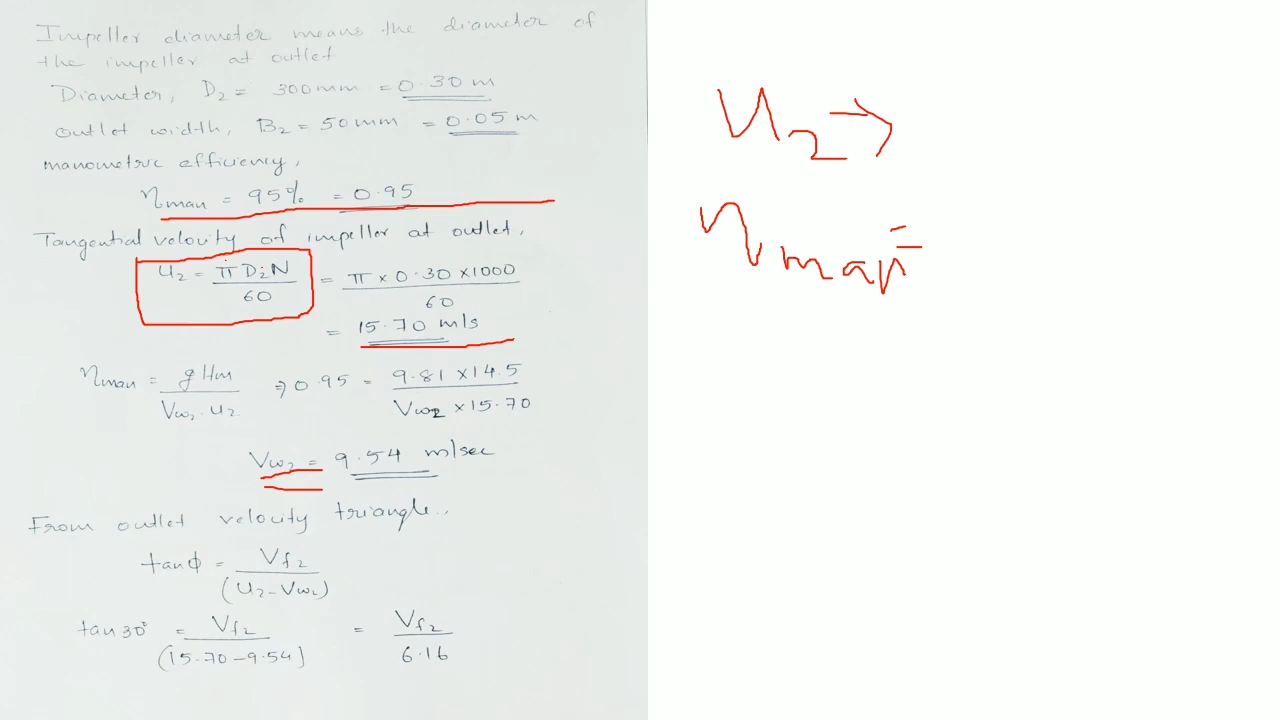 Impeller diameter means the diameter of
the impeller at outlet
Diameter, D₂ = 300mm = 0.30 m
outlet width, B₂ = 50mm = 0.05 m
manometric efficiency,
ηman = 95% = 0.95
Tangential velocity of impeller at outlet,
u₂ = πD₂N/60 = π × 0.30 × 1000/60
= 15.70 m/s
ηman = gHm/Vw₂.u₂ ⇒ 0.95 = 9.81 × 14.5/Vw₂ × 15.70
Vw₂ = 9.54 m/sec
From outlet velocity triangle..
tanϕ = Vf₂/(u₂ - Vw₂)
tan 30° = Vf₂/(15.70 - 9.54) = Vf₂/6.16
u₂ →
ηman =